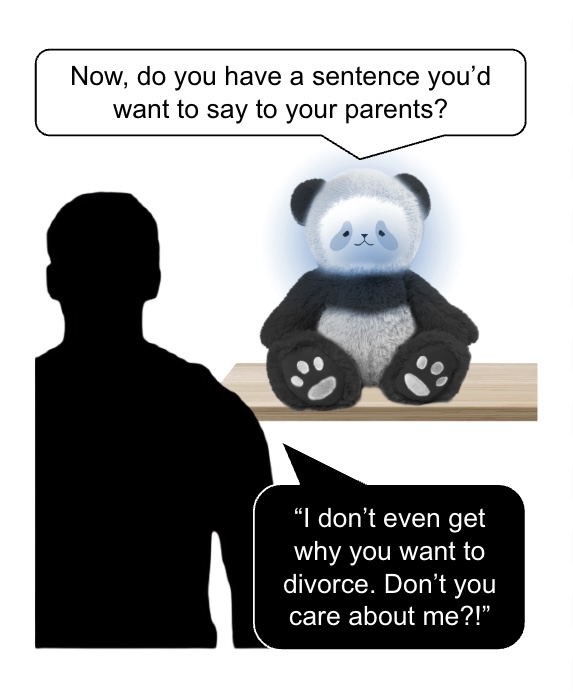 Now, do you have a sentence you’d
want to say to your parents?
“I don’t even get
why you want to
divorce. Don’t you
care about me?!”